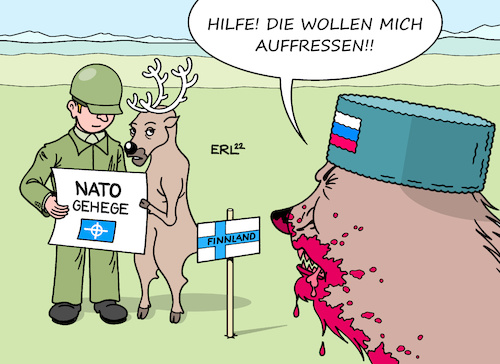 HILFE! DIE WOLLEN MICH
AUFFRESSEN!!
ERL22
NATO
GEHEGE
FINNLAND